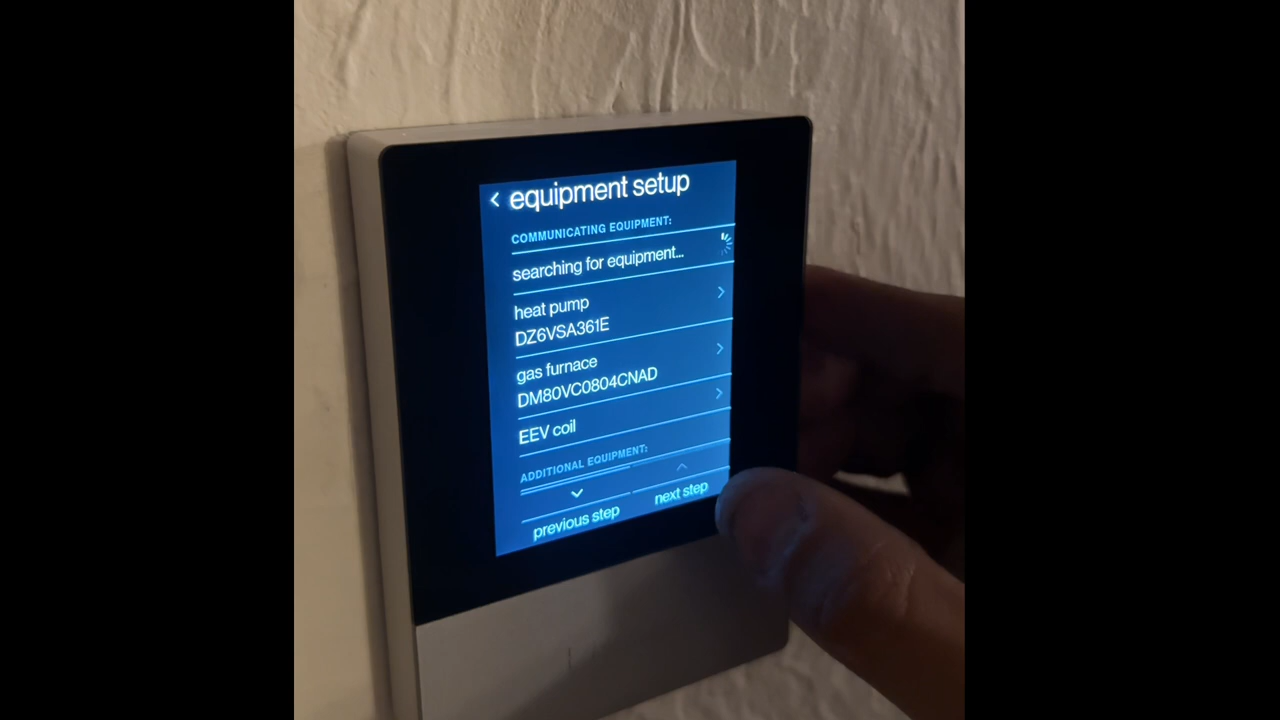 equipment setup
COMMUNICATING EQUIPMENT:
searching for equipment...
heat pump
DZ6VSA361E
gas furnace
DM80VC0804CNAD
EEV coil
ADDITIONAL EQUIPMENT:
previous step
next step